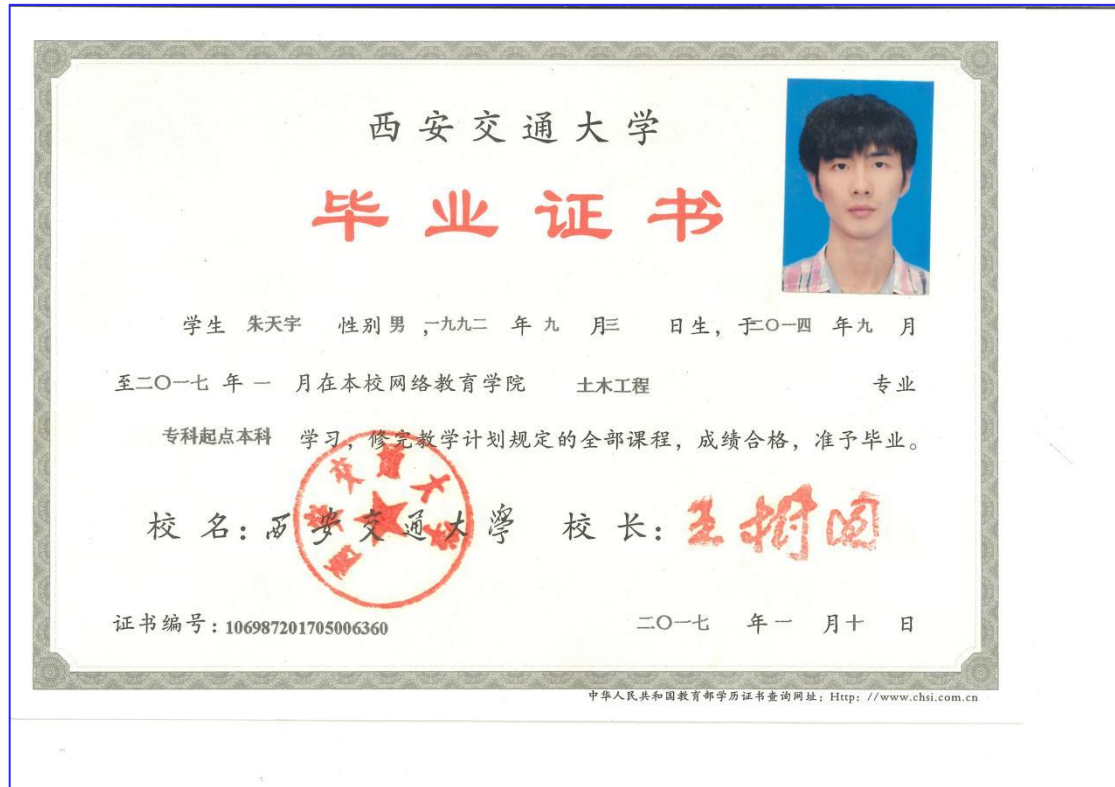 西安交通大学
毕业证书
学生 朱天宇 性别 男 ,一九九二 年 九 月三 日生，于二〇一四 年 九 月
至二〇一七 年 一 月在本校网络教育学院 土木工程 专业
专科起点本科 学习，修完教学计划规定的全部课程，成绩合格，准予毕业。
校 名：西安交通大學 校 长：王树国
西安交通大学
证书编号：106987201705006360 二〇一七 年 一 月 十 日
中华人民共和国教育部学历证书查询网址：Http：//www.chsi.com.cn